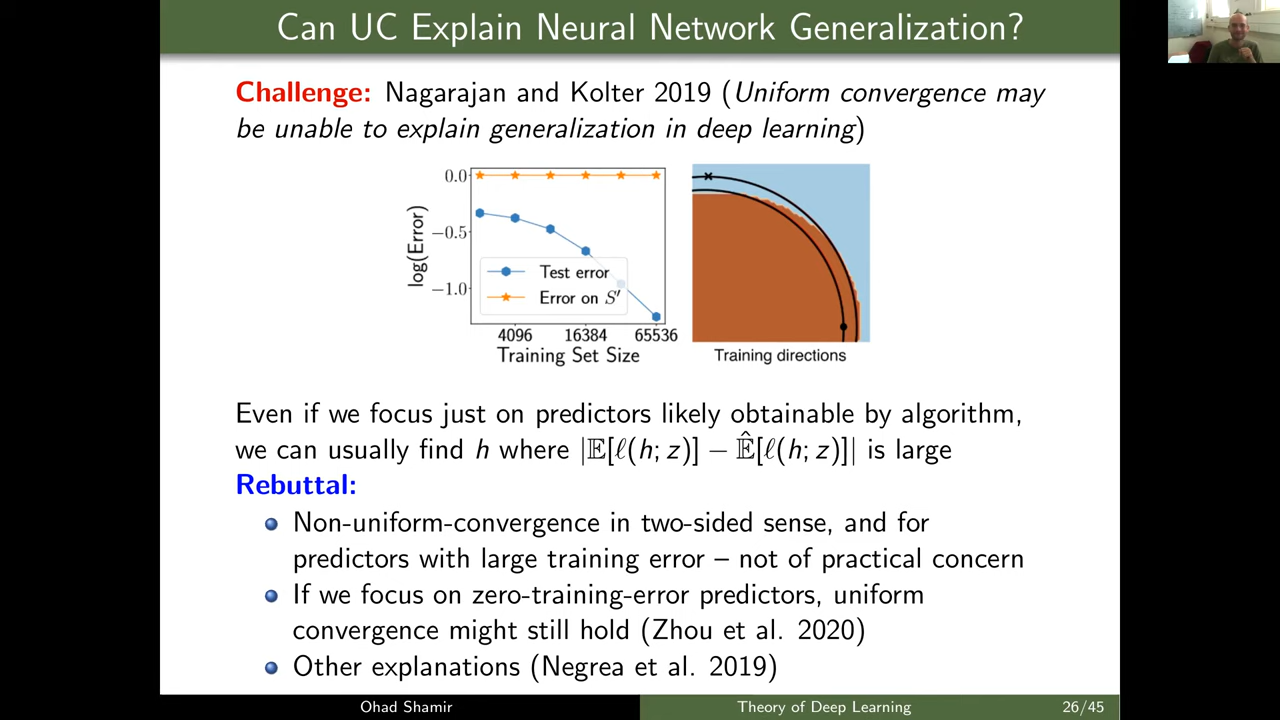 Can UC Explain Neural Network Generalization?
Challenge: Nagarajan and Kolter 2019 (Uniform convergence may
be unable to explain generalization in deep learning)
0.0
−0.5
−1.0
log(Error)
Test error
Error on S′
4096 16384 65536
Training Set Size
Training directions
Even if we focus just on predictors likely obtainable by algorithm,
we can usually find h where |𝔼[ℓ(h; z)] − 𝔼̂[ℓ(h; z)]| is large
Rebuttal:
Non-uniform-convergence in two-sided sense, and for
predictors with large training error – not of practical concern
If we focus on zero-training-error predictors, uniform
convergence might still hold (Zhou et al. 2020)
Other explanations (Negrea et al. 2019)
Ohad Shamir Theory of Deep Learning 26/45